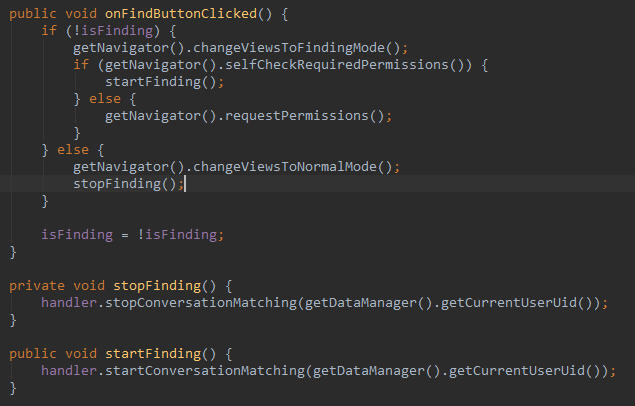 public void onFindButtonClicked() {
    if (!isFinding) {
        getNavigator().changeViewsToFindingMode();
        if (getNavigator().selfCheckRequiredPermissions()) {
            startFinding();
        } else {
            getNavigator().requestPermissions();
        }
    } else {
        getNavigator().changeViewsToNormalMode();
        stopFinding();
    }

    isFinding = !isFinding;
}

private void stopFinding() {
    handler.stopConversationMatching(getDataManager().getCurrentUserUid());
}

public void startFinding() {
    handler.startConversationMatching(getDataManager().getCurrentUserUid());
}